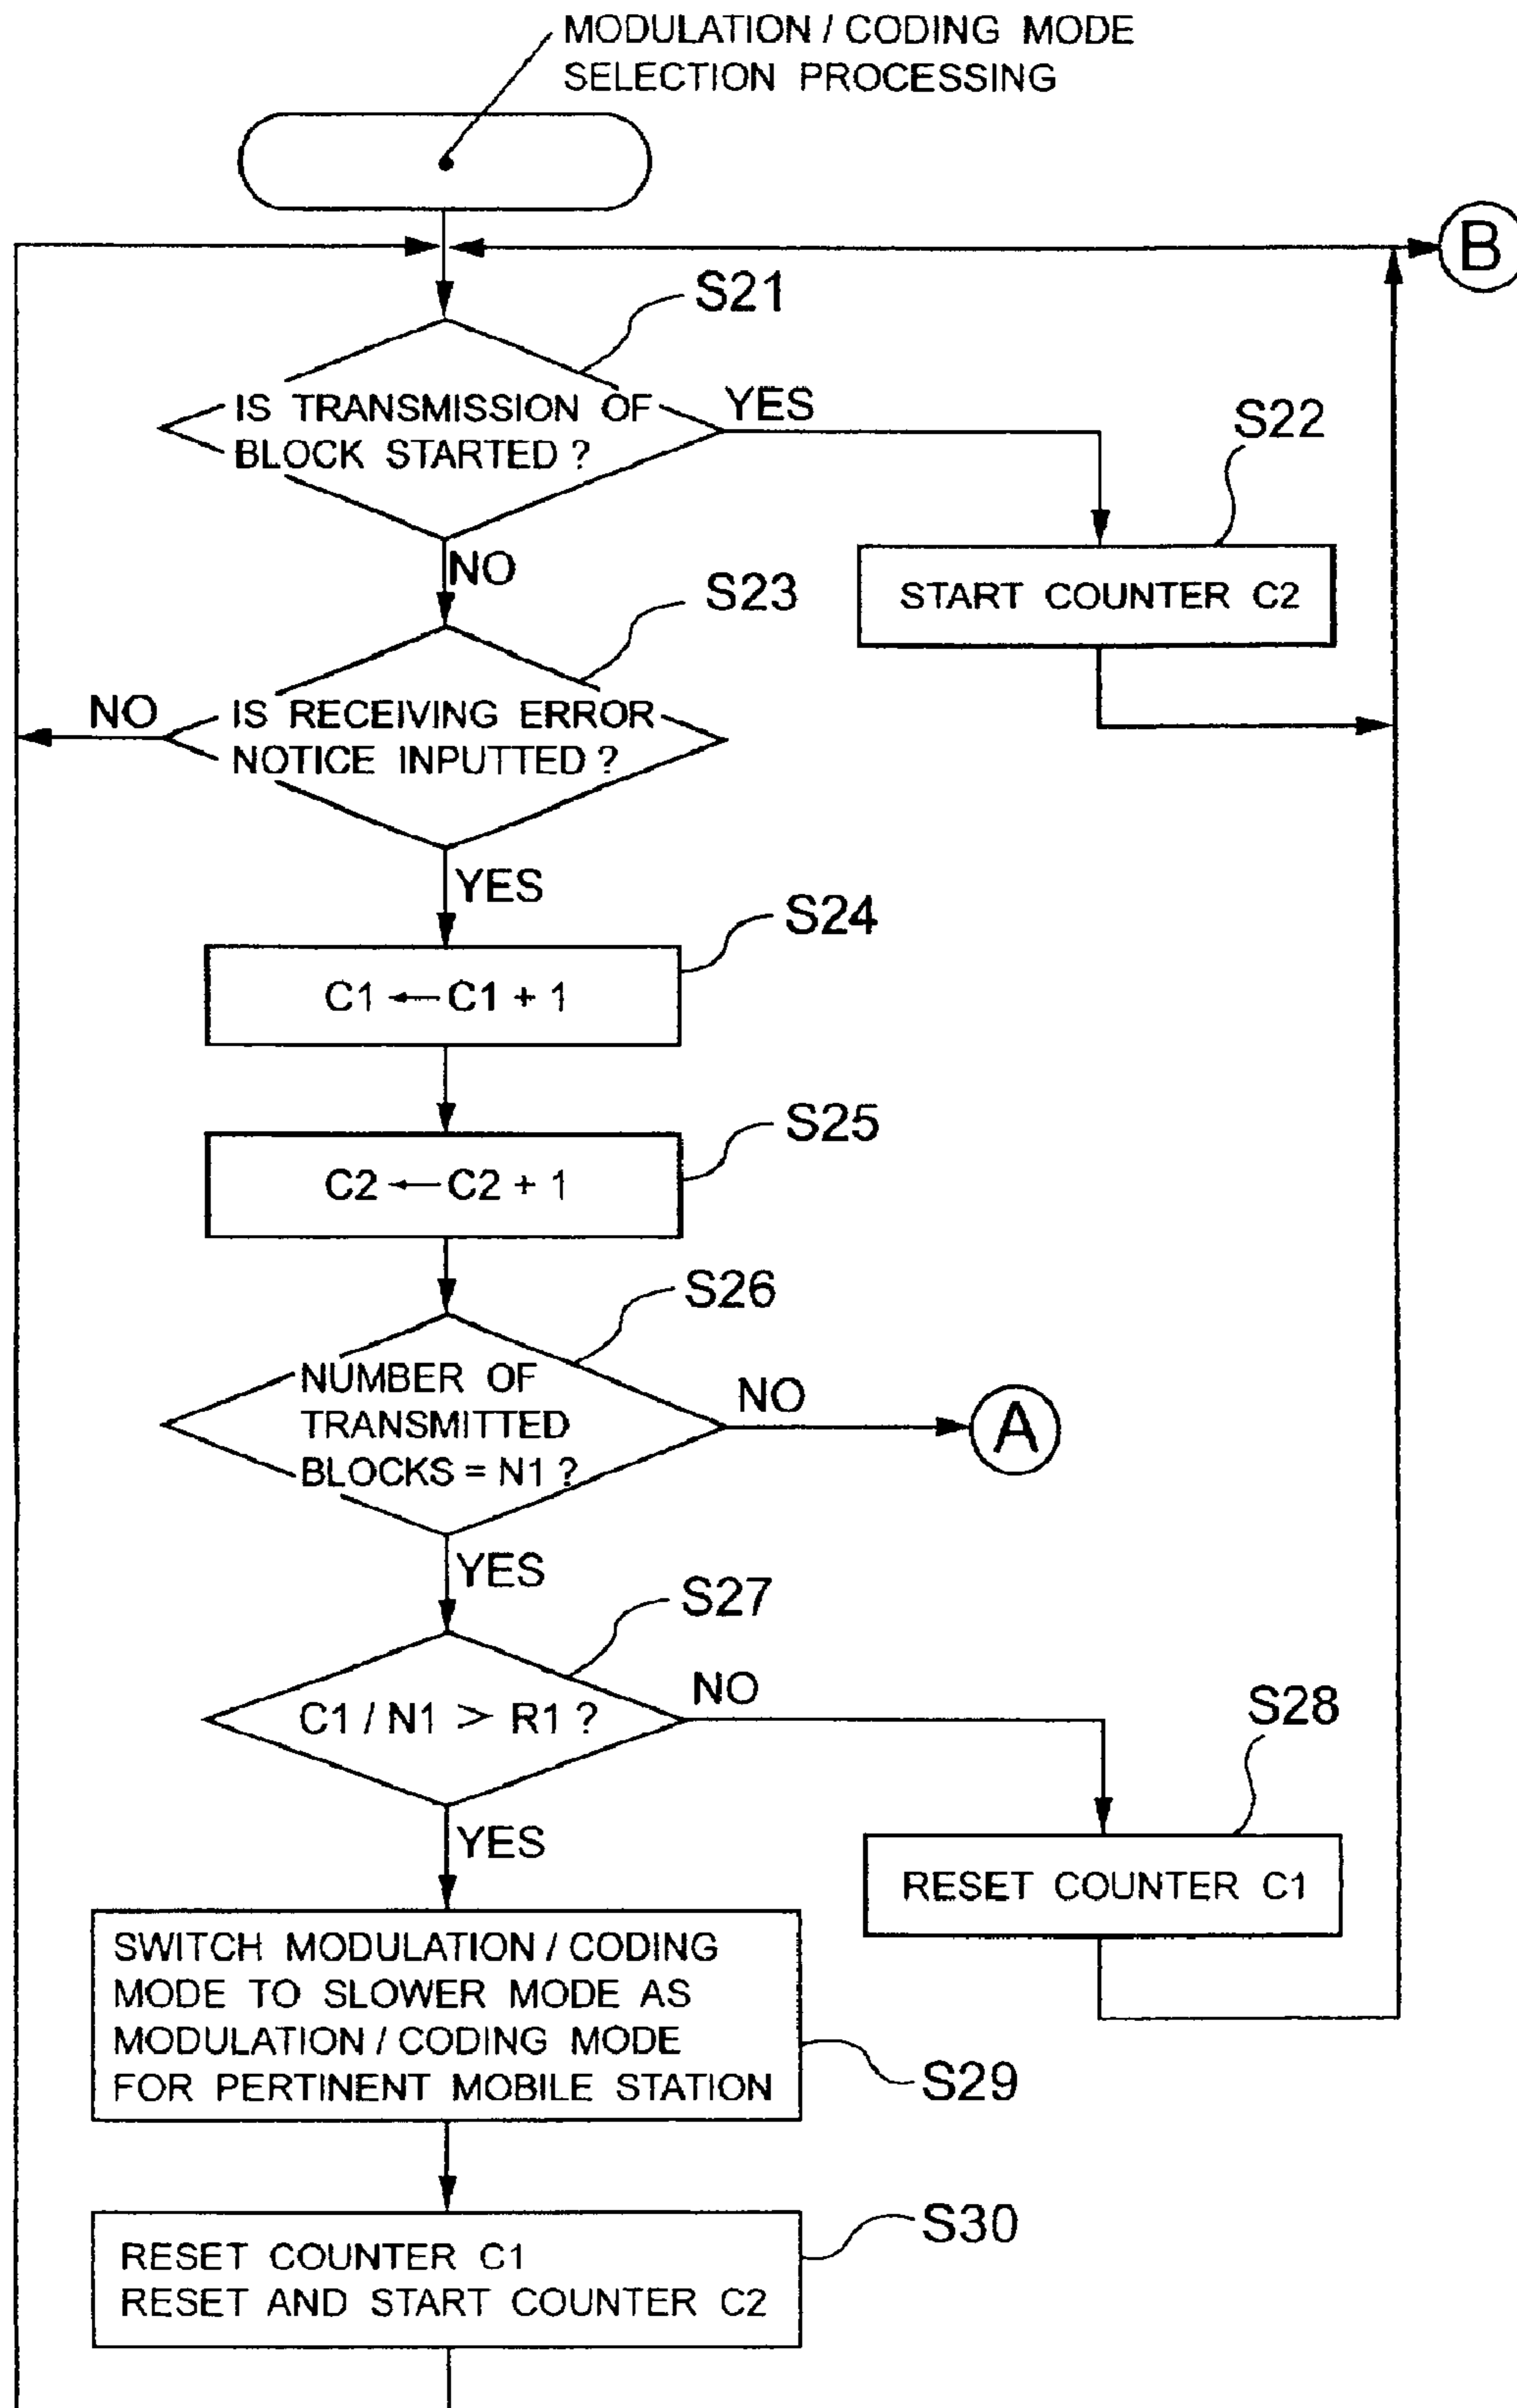 MODULATION / CODING MODE
SELECTION PROCESSING
B
S21
IS TRANSMISSION OF
BLOCK STARTED ?
YES
S22
START COUNTER C2
NO
S23
IS RECEIVING ERROR
NOTICE INPUTTED ?
NO
YES
S24
C1 ← C1 + 1
S25
C2 ← C2 + 1
S26
NUMBER OF
TRANSMITTED
BLOCKS = N1 ?
NO
A
YES
S27
C1 / N1 > R1 ?
NO
S28
RESET COUNTER C1
YES
SWITCH MODULATION / CODING
MODE TO SLOWER MODE AS
MODULATION / CODING MODE
FOR PERTINENT MOBILE STATION
S29
S30
RESET COUNTER C1
RESET AND START COUNTER C2